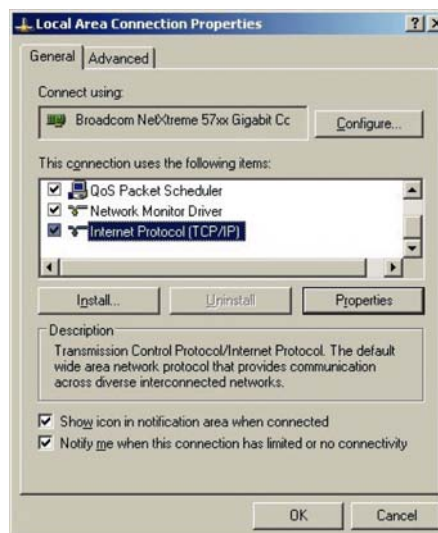 Local Area Connection Properties
General
Advanced
Connect using:
Broadcom NetXtreme 57xx Gigabit Cc
Configure...
This connection uses the following items:
QoS Packet Scheduler
Network Monitor Driver
Internet Protocol (TCP/IP)
Install...
Uninstall
Properties
Description
Transmission Control Protocol/Internet Protocol. The default
wide area network protocol that provides communication
across diverse interconnected networks.
Show icon in notification area when connected
Notify me when this connection has limited or no connectivity
OK
Cancel